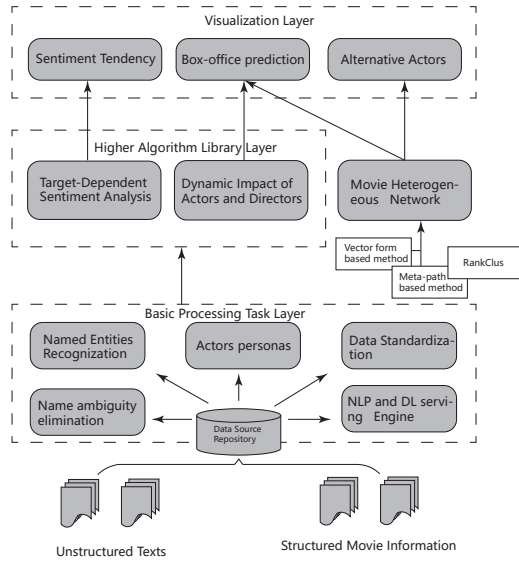 Visualization Layer
Sentiment Tendency
Box-office prediction
Alternative Actors
Higher Algorithm Library Layer
Target-Dependent
Sentiment Analysis
Dynamic Impact of
Actors and Directors
Movie Heterogen-
eous Network
Vector form
based method
Meta-path
based method
RankClus
Basic Processing Task Layer
Named Entities
Recognization
Actors personas
Data Standardiza-
tion
Name ambiguity
elimination
Data Source
Repository
NLP and DL servi-
ng Engine
Unstructured Texts
Structured Movie Information